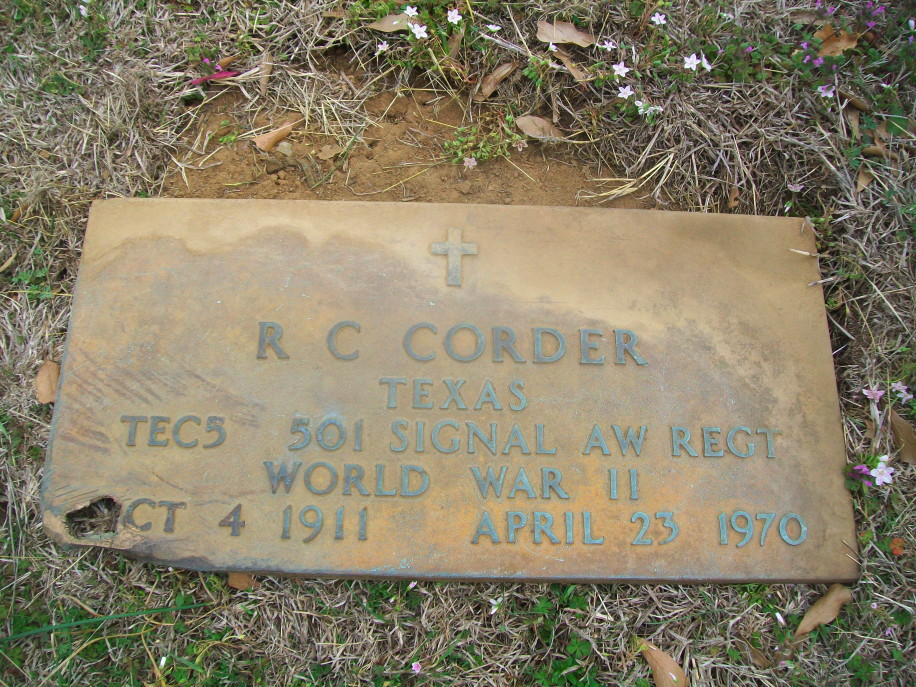 R C CORDER
TEXAS
TEC5 501 SIGNAL AW REGT
WORLD WAR II
CT 4 1911 APRIL 23 1970